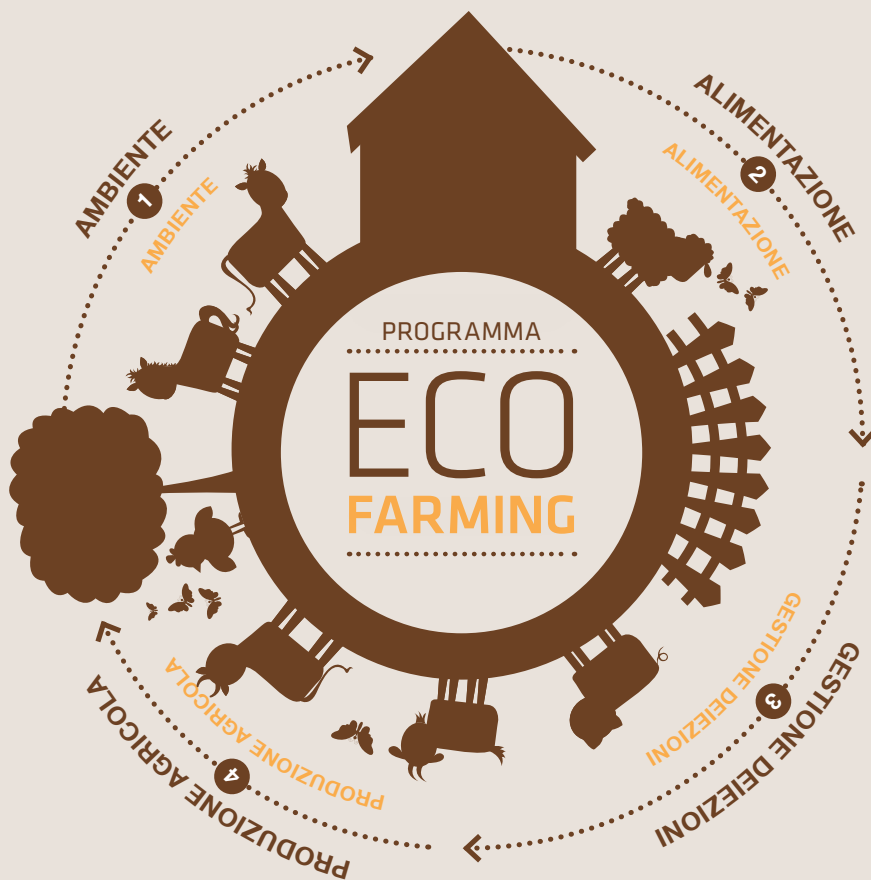 PROGRAMMA
ECO
FARMING
AMBIENTE
1
AMBIENTE
ALIMENTAZIONE
2
ALIMENTAZIONE
GESTIONE DEIEZIONI
3
GESTIONE DEIEZIONI
PRODUZIONE AGRICOLA
4
PRODUZIONE AGRICOLA